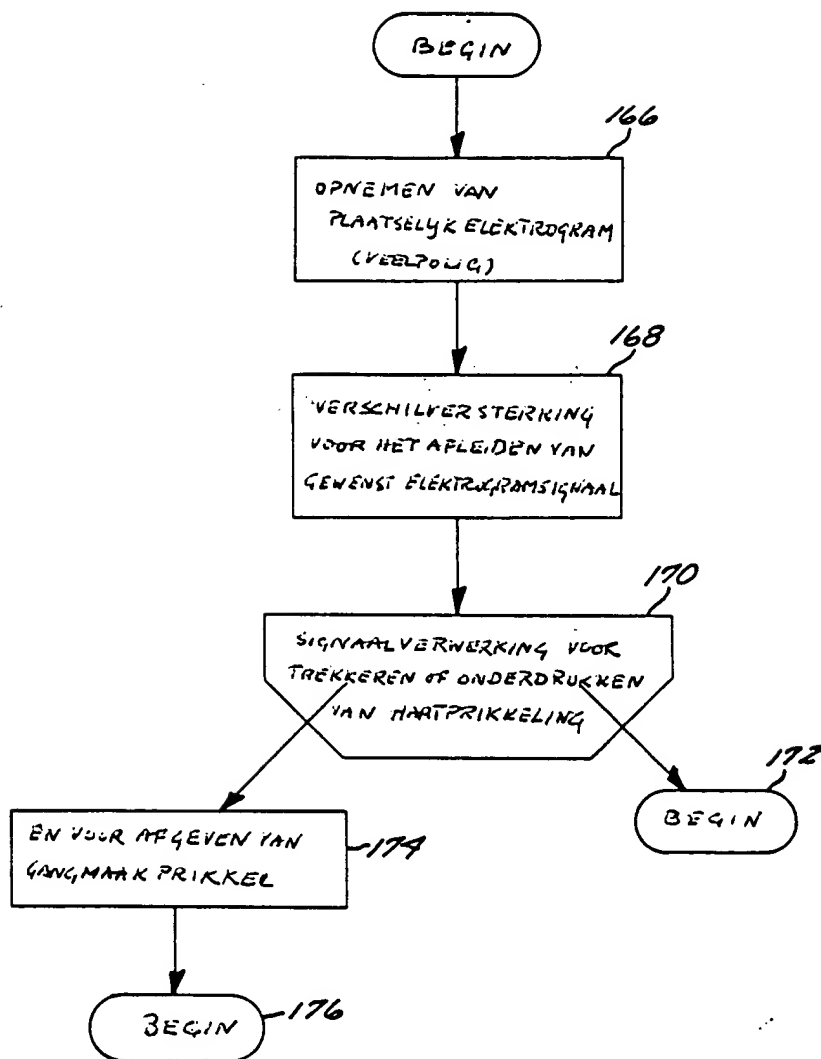 BEGIN
166
OPNEMEN VAN
PLAATSELIJK ELEKTROGRAM
(VEELPOLIG)
168
VERSCHILVERSTERKING
VOOR HET AFLEIDEN VAN
GEWENST ELEKTROGRAMSIGNAAL
170
SIGNAALVERWERKING VOOR
TREKKEREN OF ONDERDRUKKEN
VAN HARTPRIKKELING
172
BEGIN
EN VOOR AFGEVEN VAN
GANGMAAK PRIKKEL
174
BEGIN
176